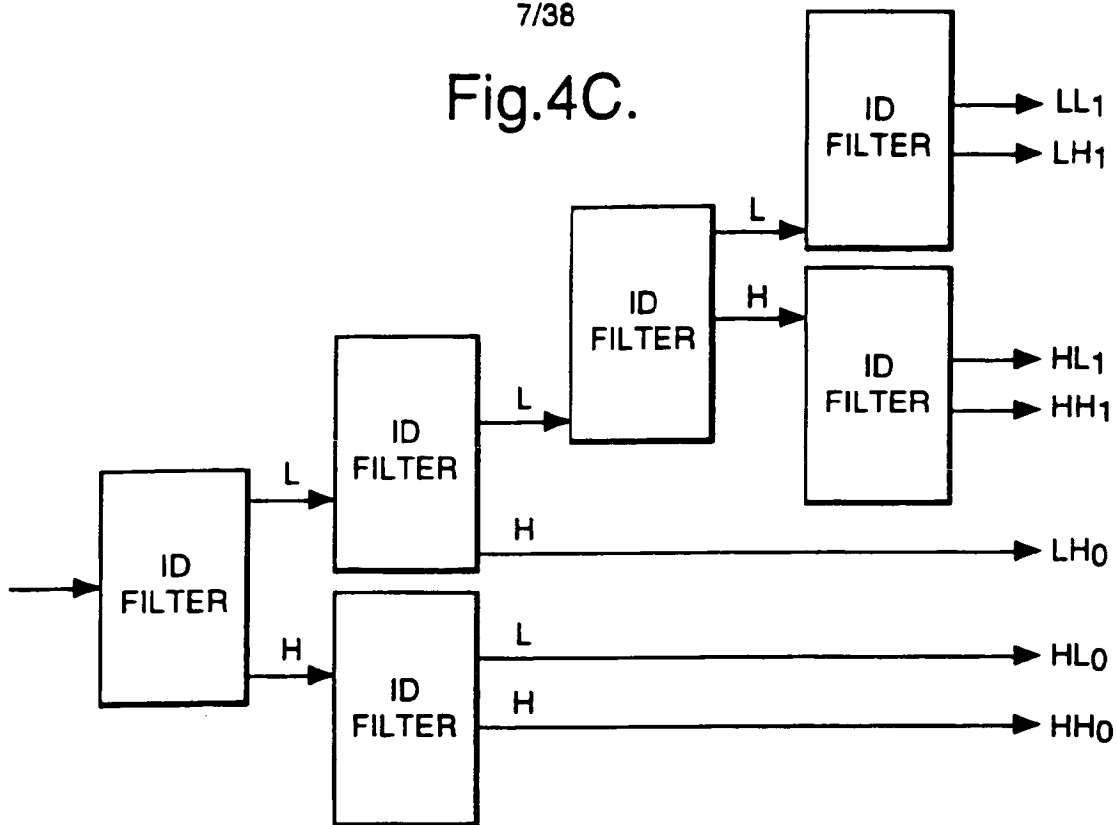 7/38
Fig.4C.
ID
FILTER
LL1
LH1
L
H
ID
FILTER
ID
FILTER
HL1
HH1
L
ID
FILTER
L
H
LH0
ID
FILTER
H
L
HL0
ID
FILTER
H
HH0